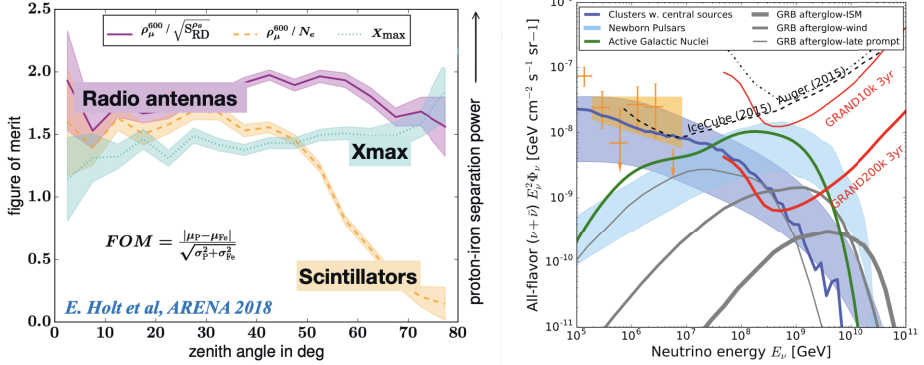 ρ_μ^600 / √S_RD^ρθ
ρ_μ^600 / N_e
X_max
2.5
2.0
1.5
1.0
0.5
0.0
figure of merit
Radio antennas
Xmax
FOM = |μ_P−μ_Fe| / √σ_P^2+σ_Fe^2
Scintillators
E. Holt et al, ARENA 2018
0 10 20 30 40 50 60 70 80
zenith angle in deg
proton-iron separation power
Clusters w. central sources
Newborn Pulsars
Active Galactic Nuclei
GRB afterglow-ISM
GRB afterglow-wind
GRB afterglow-late prompt
IceCube (2015)
Auger (2015)
GRAND10k 3yr
GRAND200k 3yr
10^-7
10^-8
10^-9
10^-10
10^-11
All-flavor (ν + ν̄) E_ν^2Φ_ν [GeV cm^-2 s^-1 sr^-1]
10^5 10^6 10^7 10^8 10^9 10^10 10^11
Neutrino energy E_ν [GeV]